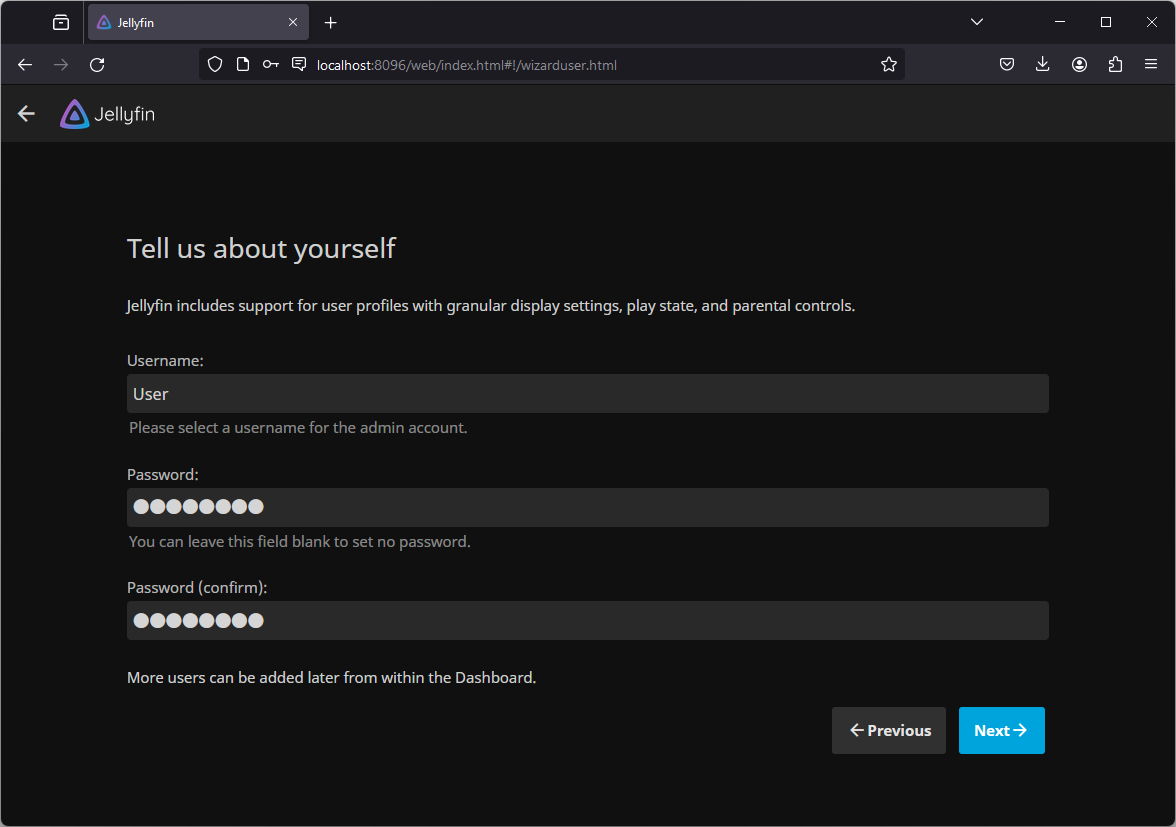 Jellyfin
localhost:8096/web/index.html#!/wizarduser.html
Jellyfin
Tell us about yourself
Jellyfin includes support for user profiles with granular display settings, play state, and parental controls.
Username:
User
Please select a username for the admin account.
Password:
●●●●●●●●
You can leave this field blank to set no password.
Password (confirm):
●●●●●●●●
More users can be added later from within the Dashboard.
Previous
Next